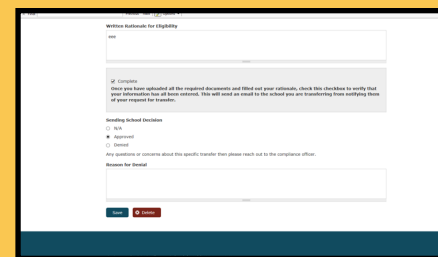 Written Rationale for Eligibility
Complete
Once you have uploaded all the required documents and filled out your rationale, check this checkbox to verify that
your information has all been entered. This will send an email to the school you are transferring from notifying them
of your request for transfer.
Sending School Decision
N/A
Approved
Denied
Any questions or concerns about this specific transfer then please reach out to the compliance officer.
Reason for Denial
Save
Delete